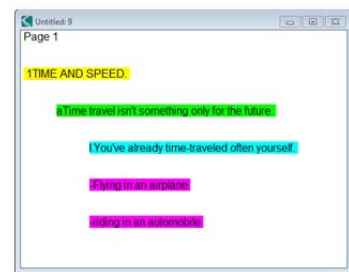 Untitled: 9
Page 1
1TIME AND SPEED.
aTime travel isn't something only for the future.
I.You've already time-traveled often yourself.
-Flying in an airplane.
-riding in an automobile